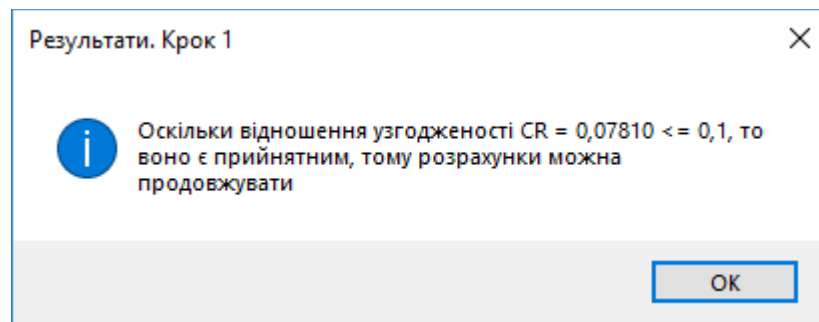 Результати. Крок 1
Оскільки відношення узгодженості CR = 0,07810 <= 0,1, то
воно є прийнятним, тому розрахунки можна
продовжувати
OK